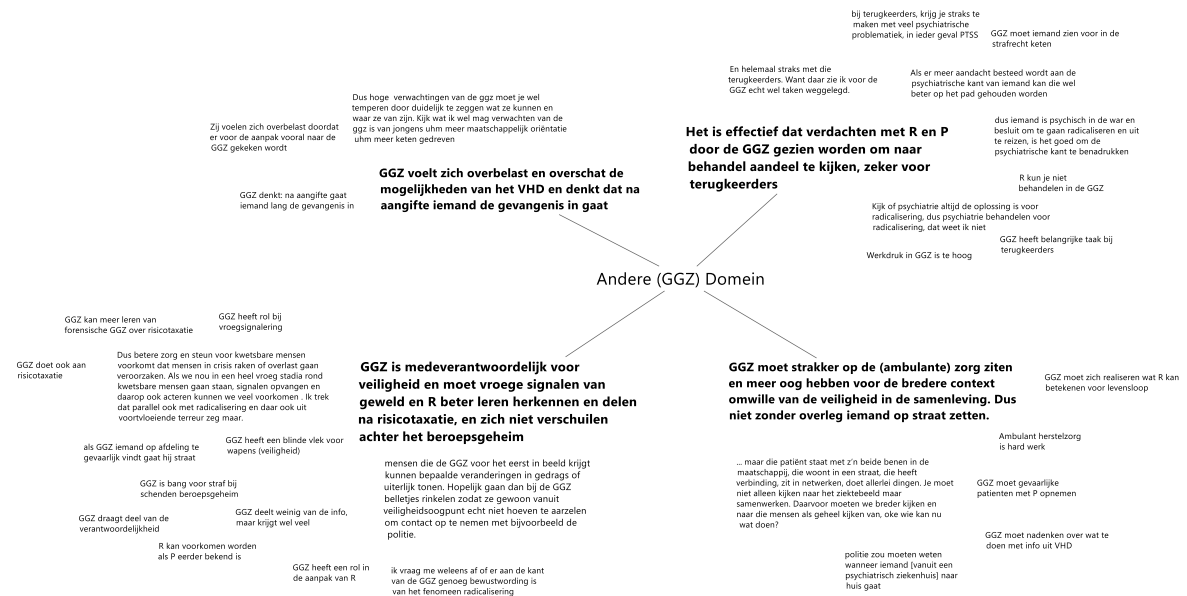 bij terugkeerders, krijg je straks te
maken met veel psychiatrische
problematiek, in ieder geval PTSS
GGZ moet iemand zien voor in de
strafrecht keten
En helemaal straks met die
terugkeerders. Want daar zie ik voor de
GGZ echt wel taken weggelegd.
Als er meer aandacht besteed wordt aan de
psychiatrische kant van iemand kan die wel
beter op het pad gehouden worden
Dus hoge  verwachtingen van de ggz moet je wel
temperen door duidelijk te zeggen wat ze kunnen en
waar ze van zijn. Kijk wat ik wel mag verwachten van de
ggz is van jongens uhm meer maatschappelijk oriëntatie
uhm meer keten gedreven
Zij voelen zich overbelast doordat
er voor de aanpak vooral naar de
GGZ gekeken wordt
Het is effectief dat verdachten met R en P
door de GGZ gezien worden om naar
behandel aandeel te kijken, zeker voor
terugkeerders
dus iemand is psychisch in de war en
besluit om te gaan radicaliseren en uit
te reizen, is het goed om de
psychiatrische kant te benadrukken
GGZ voelt zich overbelast en overschat de
mogelijkheden van het VHD en denkt dat na
aangifte iemand de gevangenis in gaat
GGZ denkt: na aangifte gaat
iemand lang de gevangenis in
R kun je niet
behandelen in de GGZ
Kijk of psychiatrie altijd de oplossing is voor
radicalisering, dus psychiatrie behandelen voor
radicalisering, dat weet ik niet
GGZ heeft belangrijke taak bij
terugkeerders
Werkdruk in GGZ is te hoog
Andere (GGZ) Domein
GGZ kan meer leren van
forensische GGZ over risicotaxatie
GGZ heeft rol bij
vroegsignalering
GGZ doet ook aan
risicotaxatie
Dus betere zorg en steun voor kwetsbare mensen
voorkomt dat mensen in crisis raken of overlast gaan
veroorzaken. Als we nou in een heel vroeg stadia rond
kwetsbare mensen gaan staan, signalen opvangen en
daarop ook acteren kunnen we veel voorkomen . Ik trek
dat parallel ook met radicalisering en daar ook uit
voortvloeiende terreur zeg maar.
GGZ is medeverantwoordelijk voor
veiligheid en moet vroege signalen van
geweld en R beter leren herkennen en delen
na risicotaxatie, en zich niet verschuilen
achter het beroepsgeheim
GGZ moet strakker op de (ambulante) zorg ziten
en meer oog hebben voor de bredere context
omwille van de veiligheid in de samenleving. Dus
niet zonder overleg iemand op straat zetten.
GGZ moet zich realiseren wat R kan
betekenen voor levensloop
als GGZ iemand op afdeling te
gevaarlijk vindt gaat hij straat
GGZ heeft een blinde vlek voor
wapens (veiligheid)
Ambulant herstelzorg
is hard werk
mensen die de GGZ voor het eerst in beeld krijgt
kunnen bepaalde veranderingen in gedrags of
uiterlijk tonen. Hopelijk gaan dan bij de GGZ
belletjes rinkelen zodat ze gewoon vanuit
veiligheidsoogpunt echt niet hoeven te aarzelen
om contact op te nemen met bijvoorbeeld de
politie.
... maar die patiënt staat met z'n beide benen in de
maatschappij, die woont in een straat, die heeft
verbinding, zit in netwerken, doet allerlei dingen. Je moet
niet alleen kijken naar het ziektebeeld maar
samenwerken. Daarvoor moeten we breder kijken en
naar die mensen als geheel kijken van, oke wie kan nu
wat doen?
GGZ is bang voor straf bij
schenden beroepsgeheim
GGZ moet gevaarlijke
patienten met P opnemen
GGZ draagt deel van de
verantwoordelijkheid
GGZ deelt weinig van de info,
maar krijgt wel veel
GGZ moet nadenken over wat te
doen met info uit VHD
R kan voorkomen worden
als P eerder bekend is
politie zou moeten weten
wanneer iemand [vanuit een
psychiatrisch ziekenhuis] naar
huis gaat
GGZ heeft een rol in
de aanpak van R
ik vraag me weleens af of er aan de kant
van de GGZ genoeg bewustwording is
van het fenomeen radicalisering